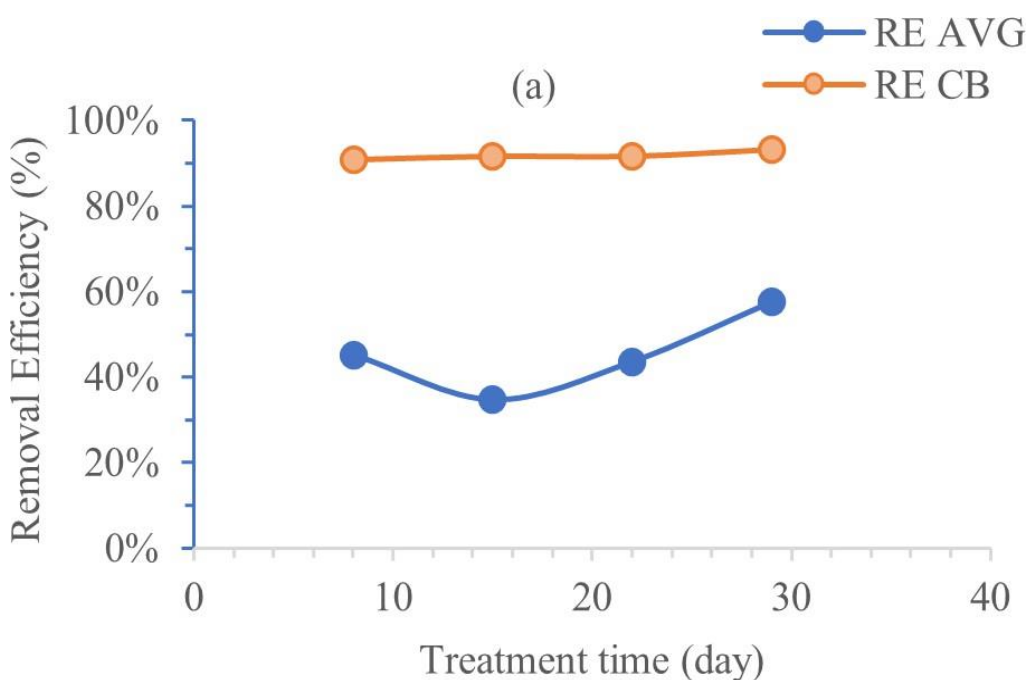 RE AVG
RE CB
(a)
Removal Efficiency (%)
100%
80%
60%
40%
20%
0%
0 10 20 30 40
Treatment time (day)